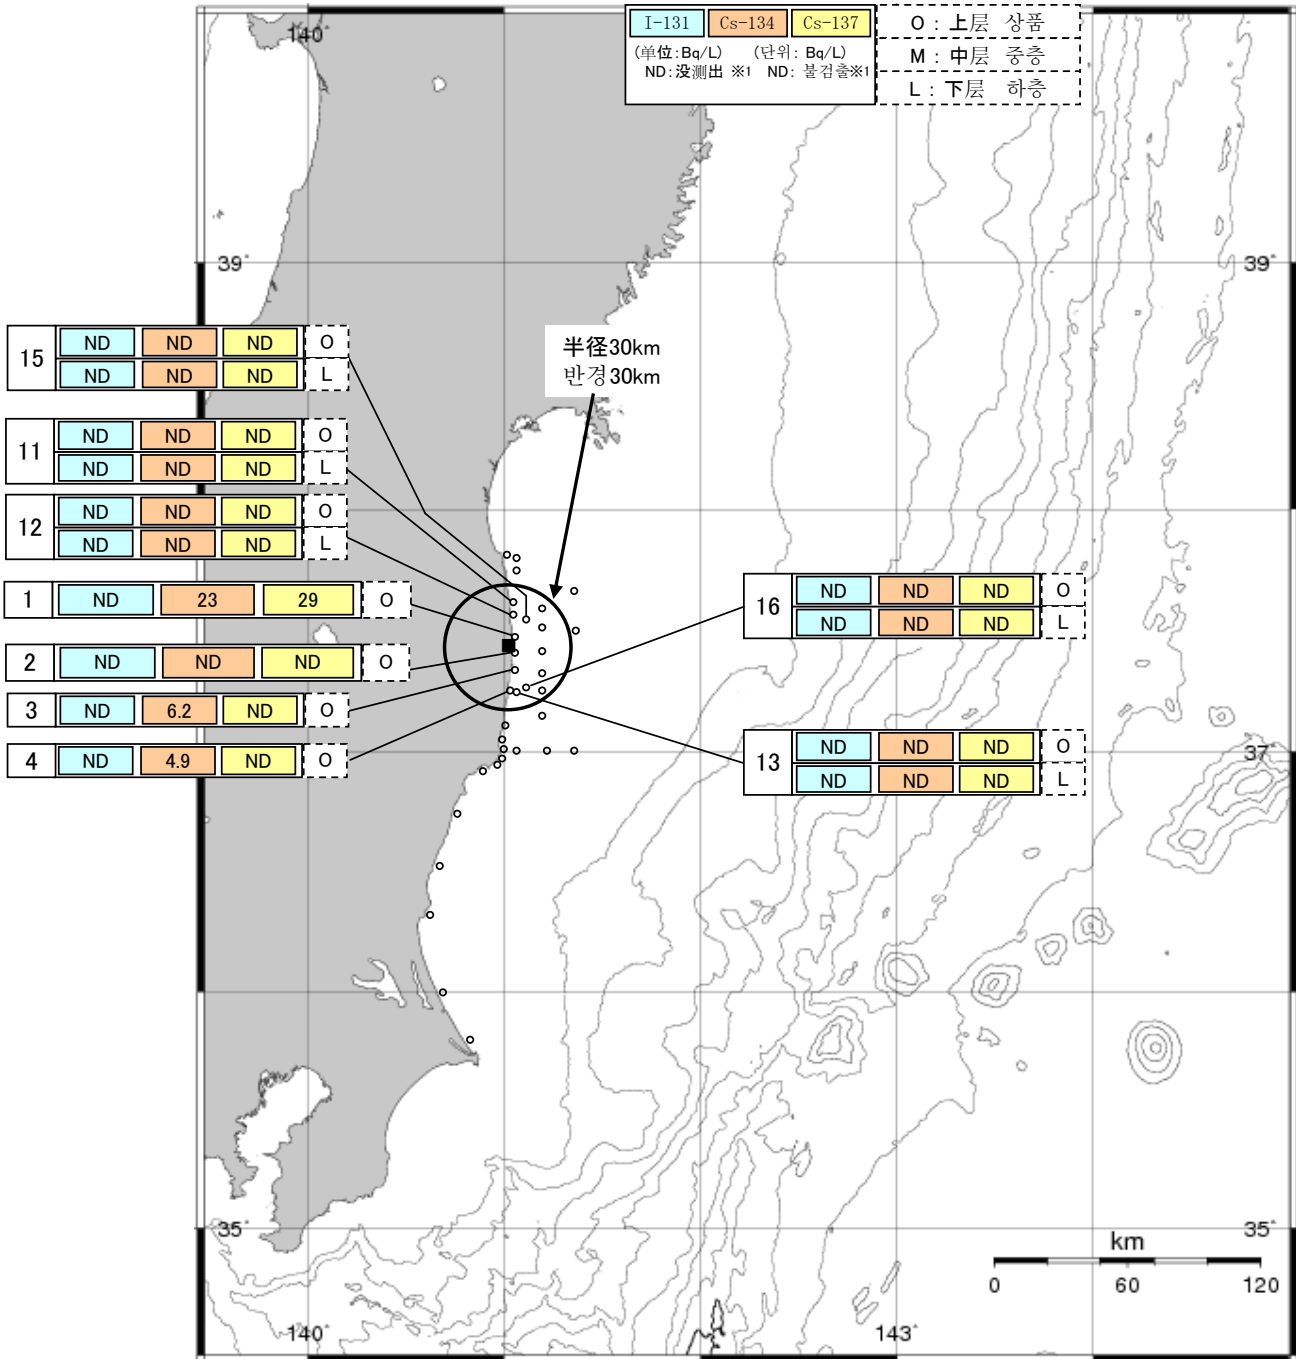 I-131 Cs-134 Cs-137
(単位:Bq/L) (단위: Bq/L)
ND:没測出 ※1 ND: 불검출※1
O : 上层 상품
M : 中层 중층
L : 下层 하층
140°
39° 39°
半径30km
반경30km
15 ND ND ND O
ND ND ND L
11 ND ND ND O
ND ND ND L
12 ND ND ND O
ND ND ND L
1 ND 23 29 O
2 ND ND ND O
3 ND 6.2 ND O
4 ND 4.9 ND O
16 ND ND ND O
ND ND ND L
13 ND ND ND O
ND ND ND L
37°
35° 35°
km
0 60 120
140° 143°